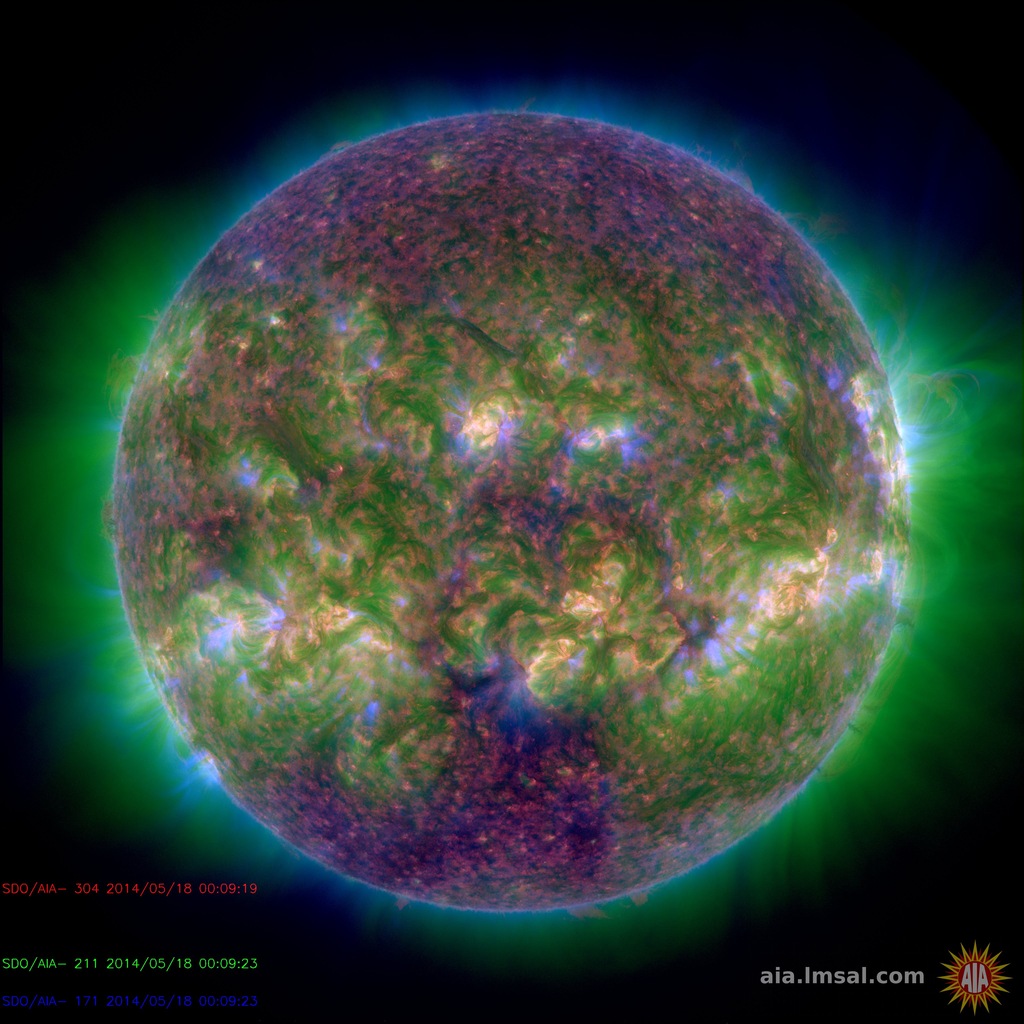 SDO/AIA- 304 2014/05/18 00:09:19
SDO/AIA- 211 2014/05/18 00:09:23
SDO/AIA- 171 2014/05/18 00:09:23
aia.lmsal.com
AIA